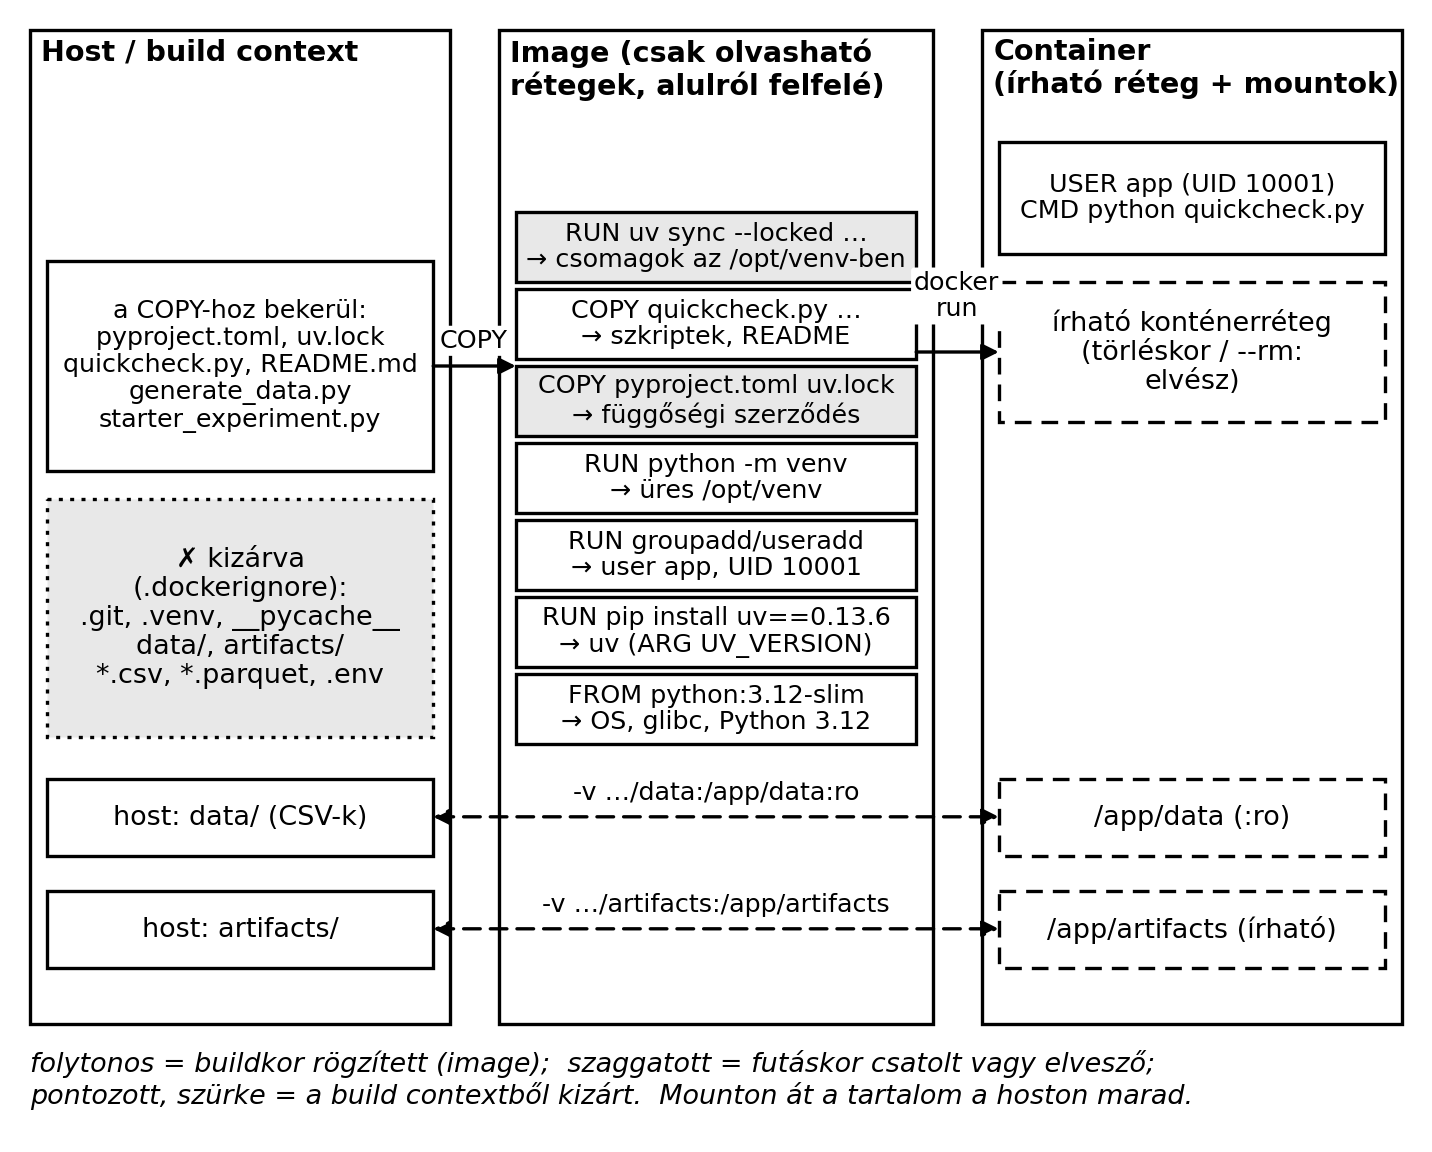 Host / build context
a COPY-hoz bekerül:
pyproject.toml, uv.lock
quickcheck.py, README.md
generate_data.py
starter_experiment.py
✗ kizárva
(.dockerignore):
.git, .venv, __pycache__
data/, artifacts/
*.csv, *.parquet, .env
host: data/ (CSV-k)
host: artifacts/
COPY
Image (csak olvasható
rétegek, alulról felfelé)
RUN uv sync --locked …
→ csomagok az /opt/venv-ben
COPY quickcheck.py …
→ szkriptek, README
COPY pyproject.toml uv.lock
→ függőségi szerződés
RUN python -m venv
→ üres /opt/venv
RUN groupadd/useradd
→ user app, UID 10001
RUN pip install uv==0.13.6
→ uv (ARG UV_VERSION)
FROM python:3.12-slim
→ OS, glibc, Python 3.12
-v …/data:/app/data:ro
-v …/artifacts:/app/artifacts
docker
run
Container
(írható réteg + mountok)
USER app (UID 10001)
CMD python quickcheck.py
írható konténerréteg
(törléskor / --rm:
elvész)
/app/data (:ro)
/app/artifacts (írható)
folytonos = buildkor rögzített (image);  szaggatott = futáskor csatolt vagy elvesző;
pontozott, szürke = a build contextből kizárt.  Mounton át a tartalom a hoston marad.